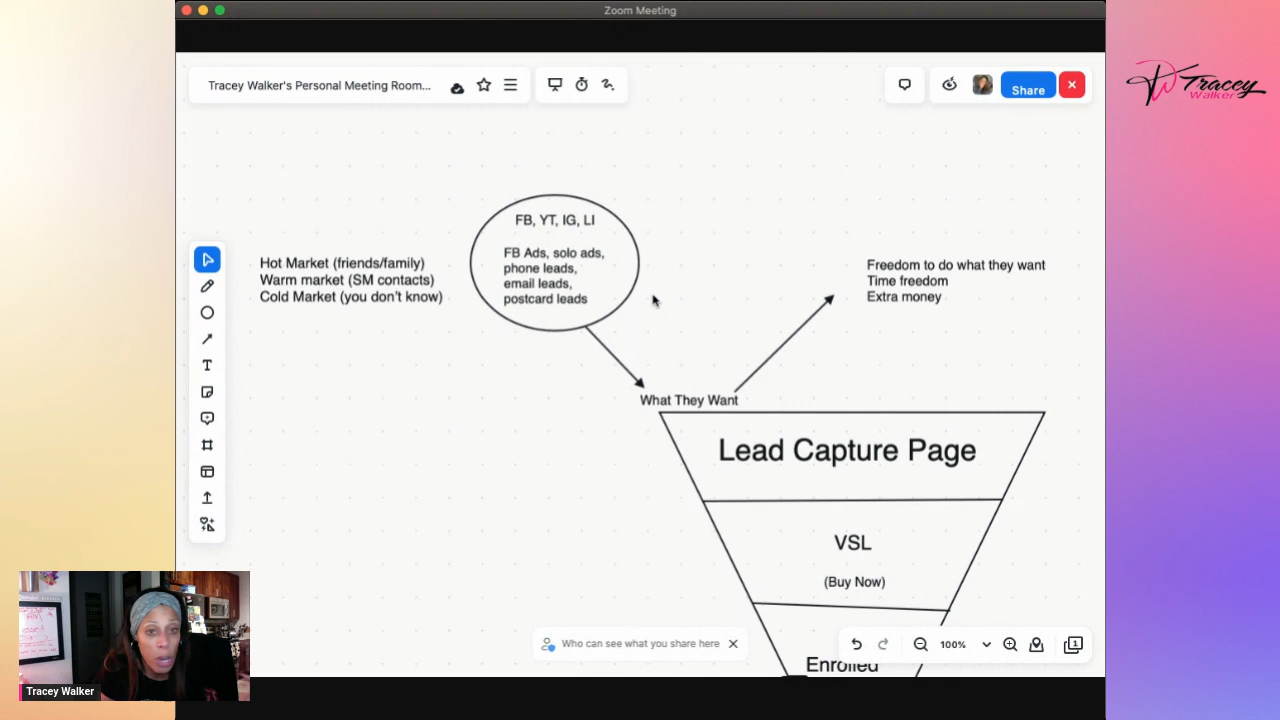 Zoom Meeting
Tracey Walker's Personal Meeting Room...
Share
Tracey
Walker
FB, YT, IG, LI
FB Ads, solo ads,
phone leads,
email leads,
postcard leads
Hot Market (friends/family)
Warm market (SM contacts)
Cold Market (you don't know)
Freedom to do what they want
Time freedom
Extra money
What They Want
Lead Capture Page
VSL
(Buy Now)
Enrolled
Who can see what you share here
100%
1
Tracey Walker